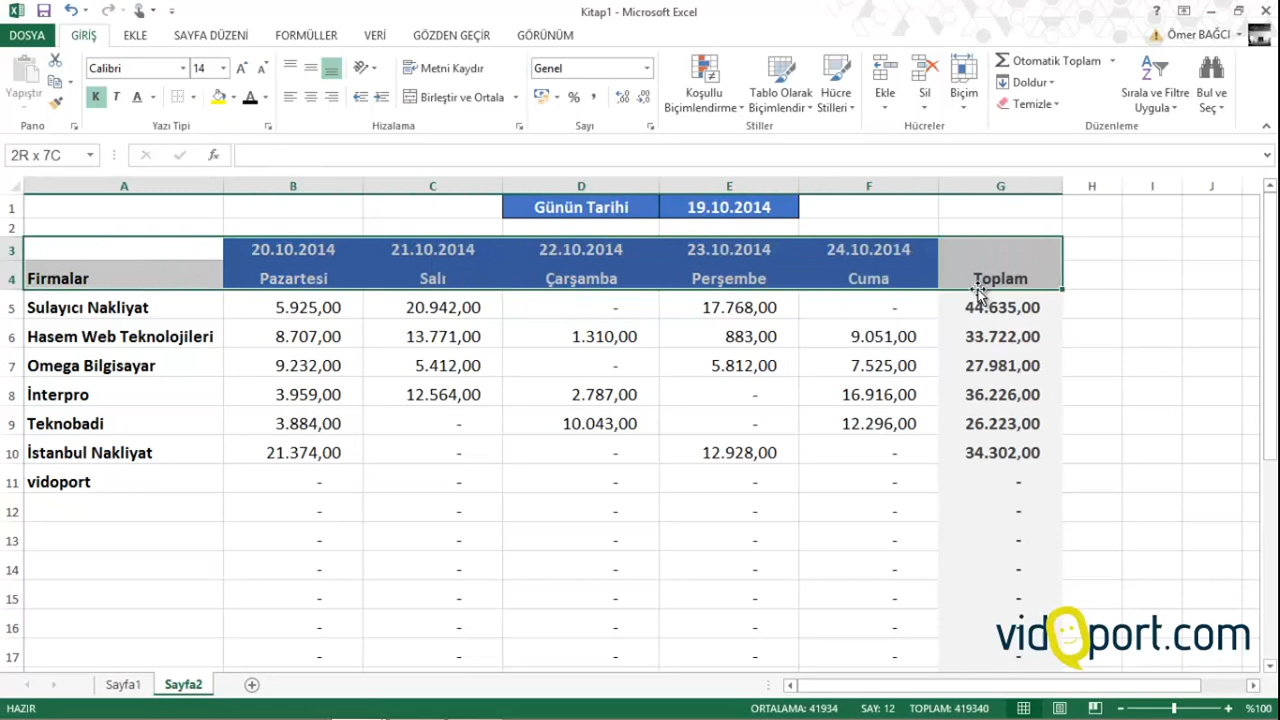 Kitap1 - Microsoft Excel
?
DOSYA GİRİŞ EKLE SAYFA DÜZENİ FORMÜLLER VERİ GÖZDEN GEÇİR GÖRÜNÜM Ömer BAĞCI
Yapıştır
Calibri 14
K T A
Metni Kaydır
Birleştir ve Ortala
Genel
Koşullu Biçimlendirme
Tablo Olarak Biçimlendir
Hücre Stilleri
Ekle
Sil
Biçim
Otomatik Toplam
Doldur
Temizle
Sırala ve Filtre Uygula
Bul ve Seç
Pano Yazı Tipi Hizalama Sayı Stiller Hücreler Düzenleme
2R x 7C fx
A B C D E F G H I J
1 Günün Tarihi 19.10.2014
2
3 20.10.2014 21.10.2014 22.10.2014 23.10.2014 24.10.2014
4 Firmalar Pazartesi Salı Çarşamba Perşembe Cuma Toplam
5 Sulayıcı Nakliyat 5.925,00 20.942,00 - 17.768,00 - 44.635,00
6 Hasem Web Teknolojileri 8.707,00 13.771,00 1.310,00 883,00 9.051,00 33.722,00
7 Omega Bilgisayar 9.232,00 5.412,00 - 5.812,00 7.525,00 27.981,00
8 İnterpro 3.959,00 12.564,00 2.787,00 - 16.916,00 36.226,00
9 Teknobadi 3.884,00 - 10.043,00 12.296,00 26.223,00
10 İstanbul Nakliyat 21.374,00 - - 12.928,00 - 34.302,00
11 vidoport - - - - - -
12 - - - - - -
13 - - - - - -
14 - - - - - -
15 - - - - - -
16 - - - - -
17 - - - - - -
vidoport.com
Sayfa1 Sayfa2
HAZIR ORTALAMA: 41934 SAY: 12 TOPLAM: 419340 %100